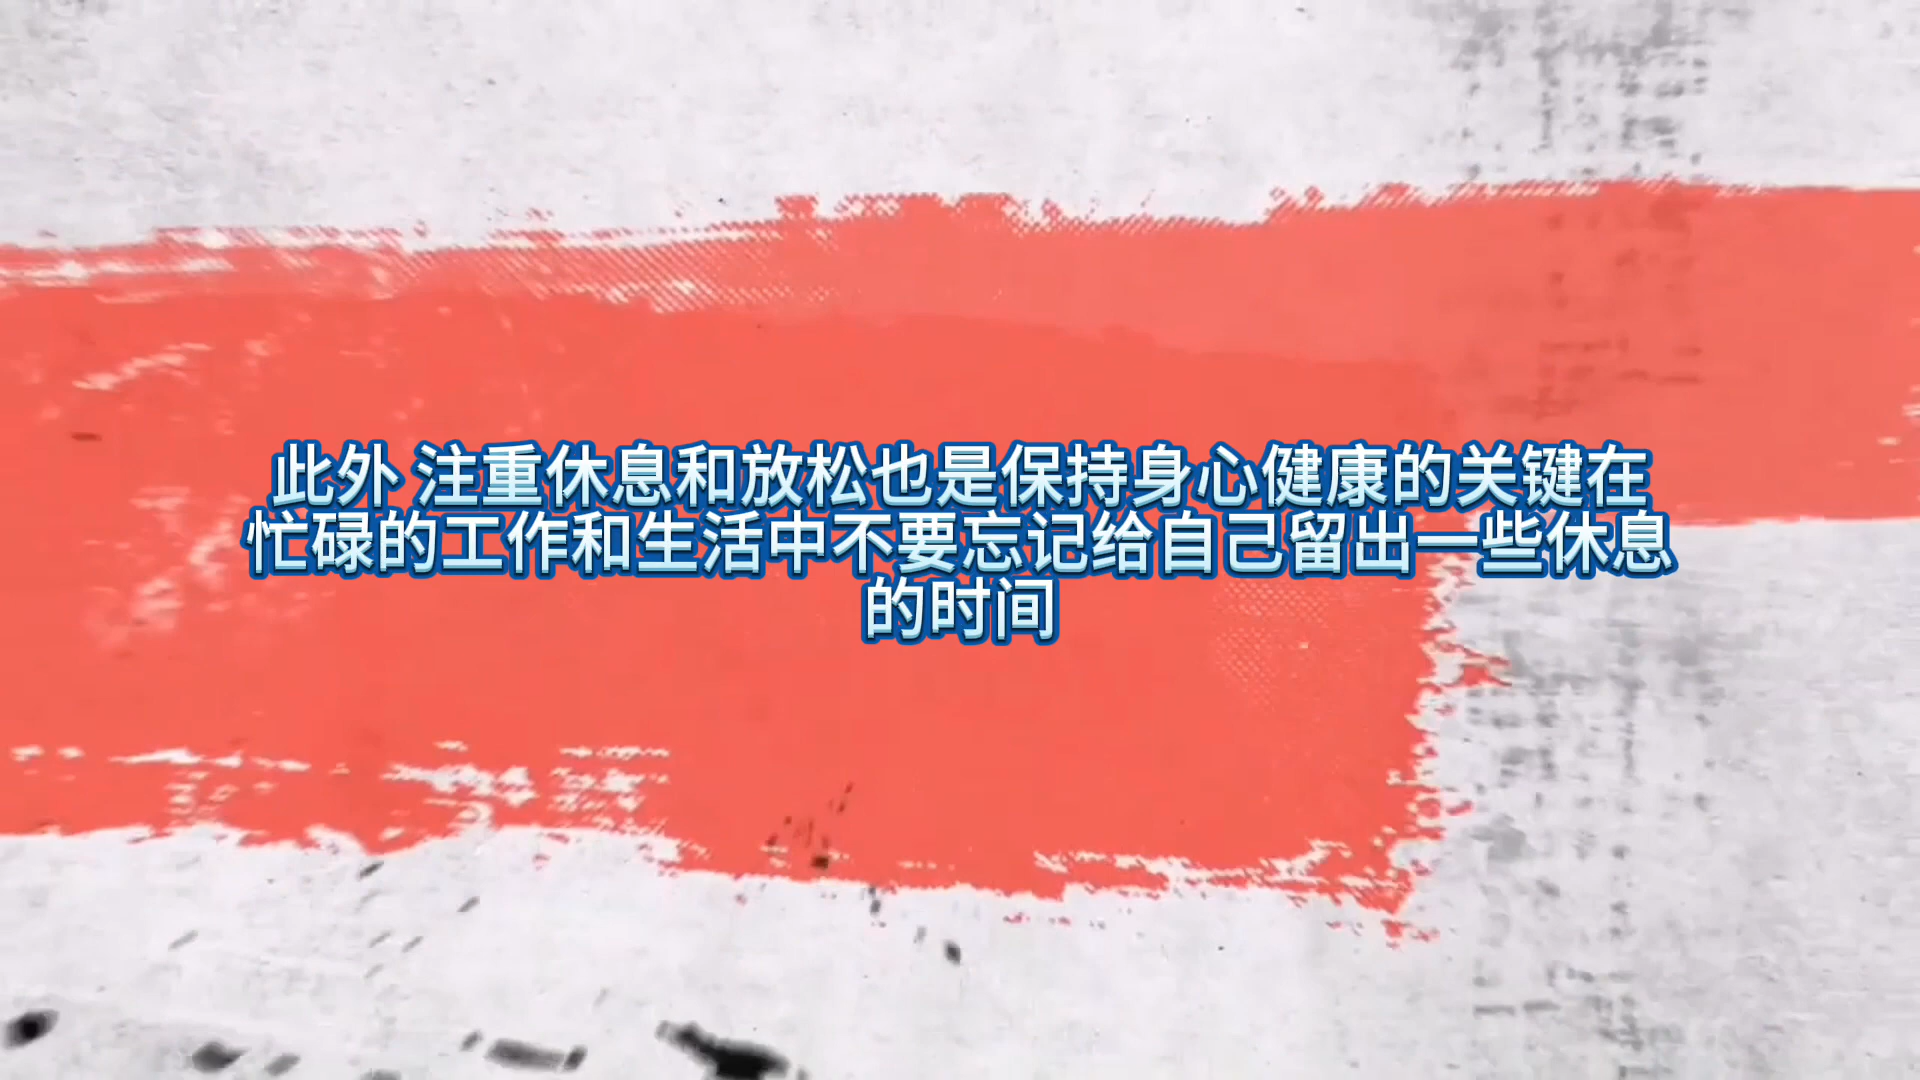 此外 注重休息和放松也是保持身心健康的关键在
忙碌的工作和生活中不要忘记给自己留出一些休息
的时间